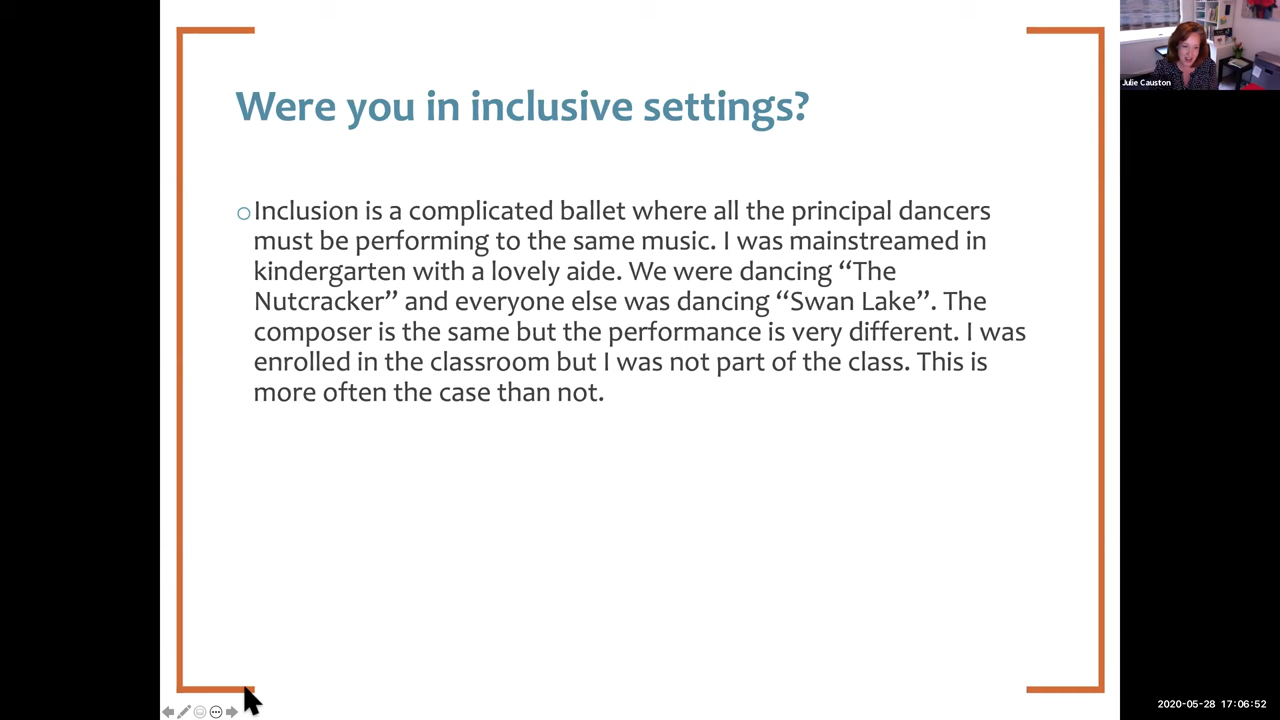 Were you in inclusive settings?
Inclusion is a complicated ballet where all the principal dancers
must be performing to the same music. I was mainstreamed in
kindergarten with a lovely aide. We were dancing “The
Nutcracker” and everyone else was dancing “Swan Lake”. The
composer is the same but the performance is very different. I was
enrolled in the classroom but I was not part of the class. This is
more often the case than not.
Julie Causton
2020-05-28 17:06:52